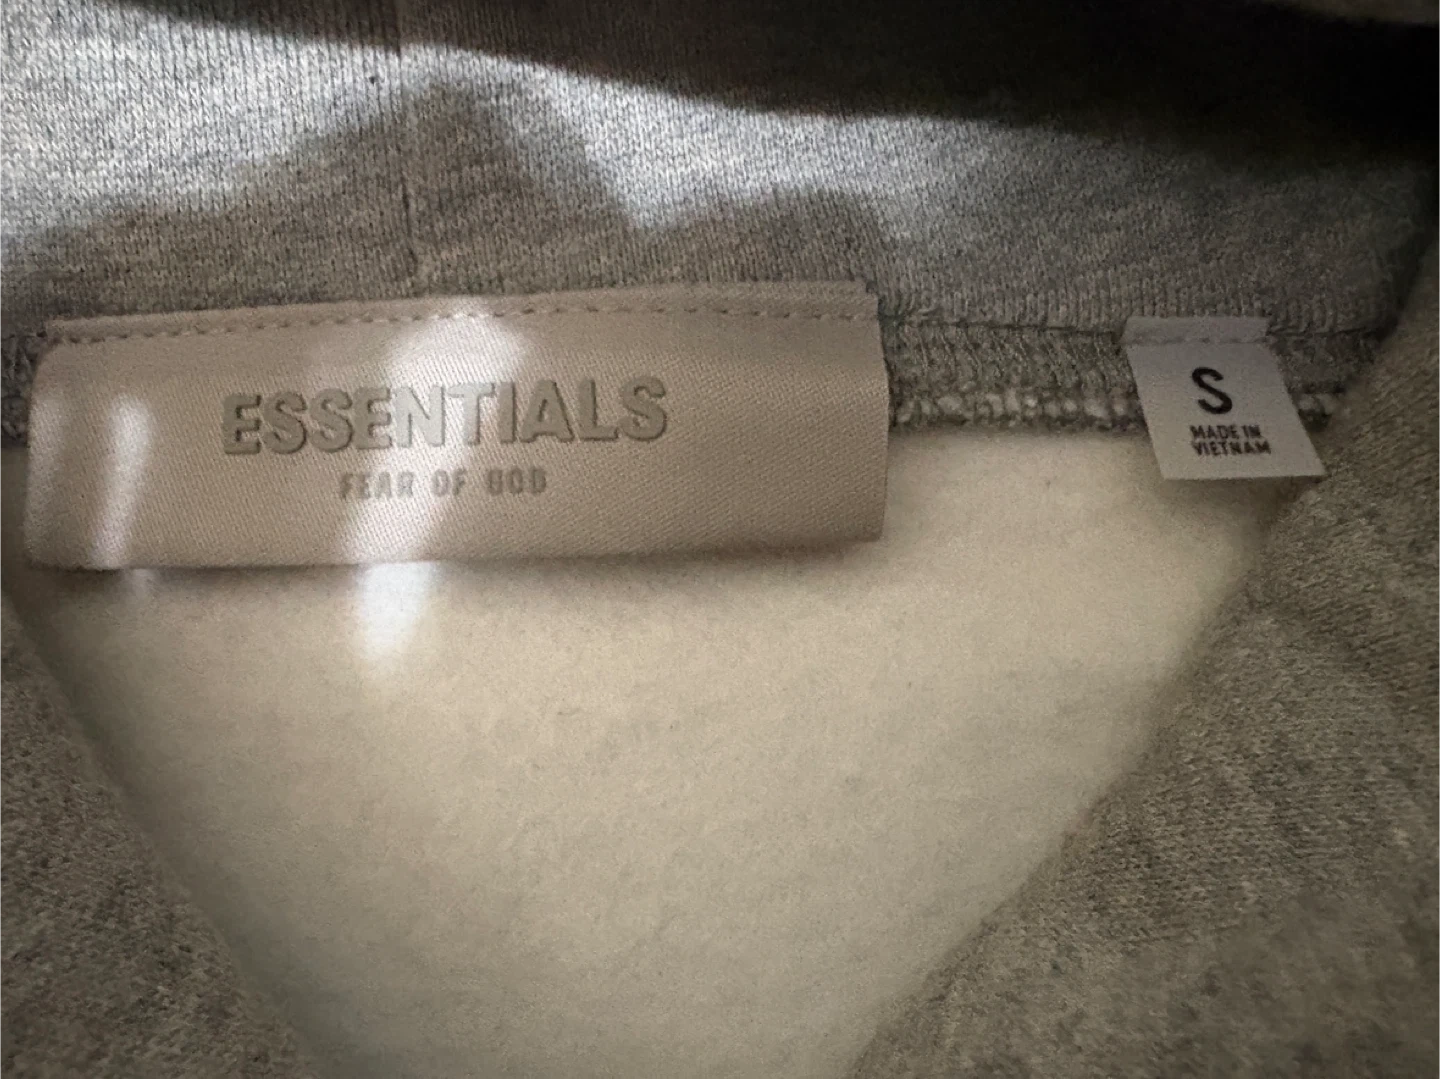 ESSENTIALS
FEAR OF GOD
S
MADE IN
VIETNAM